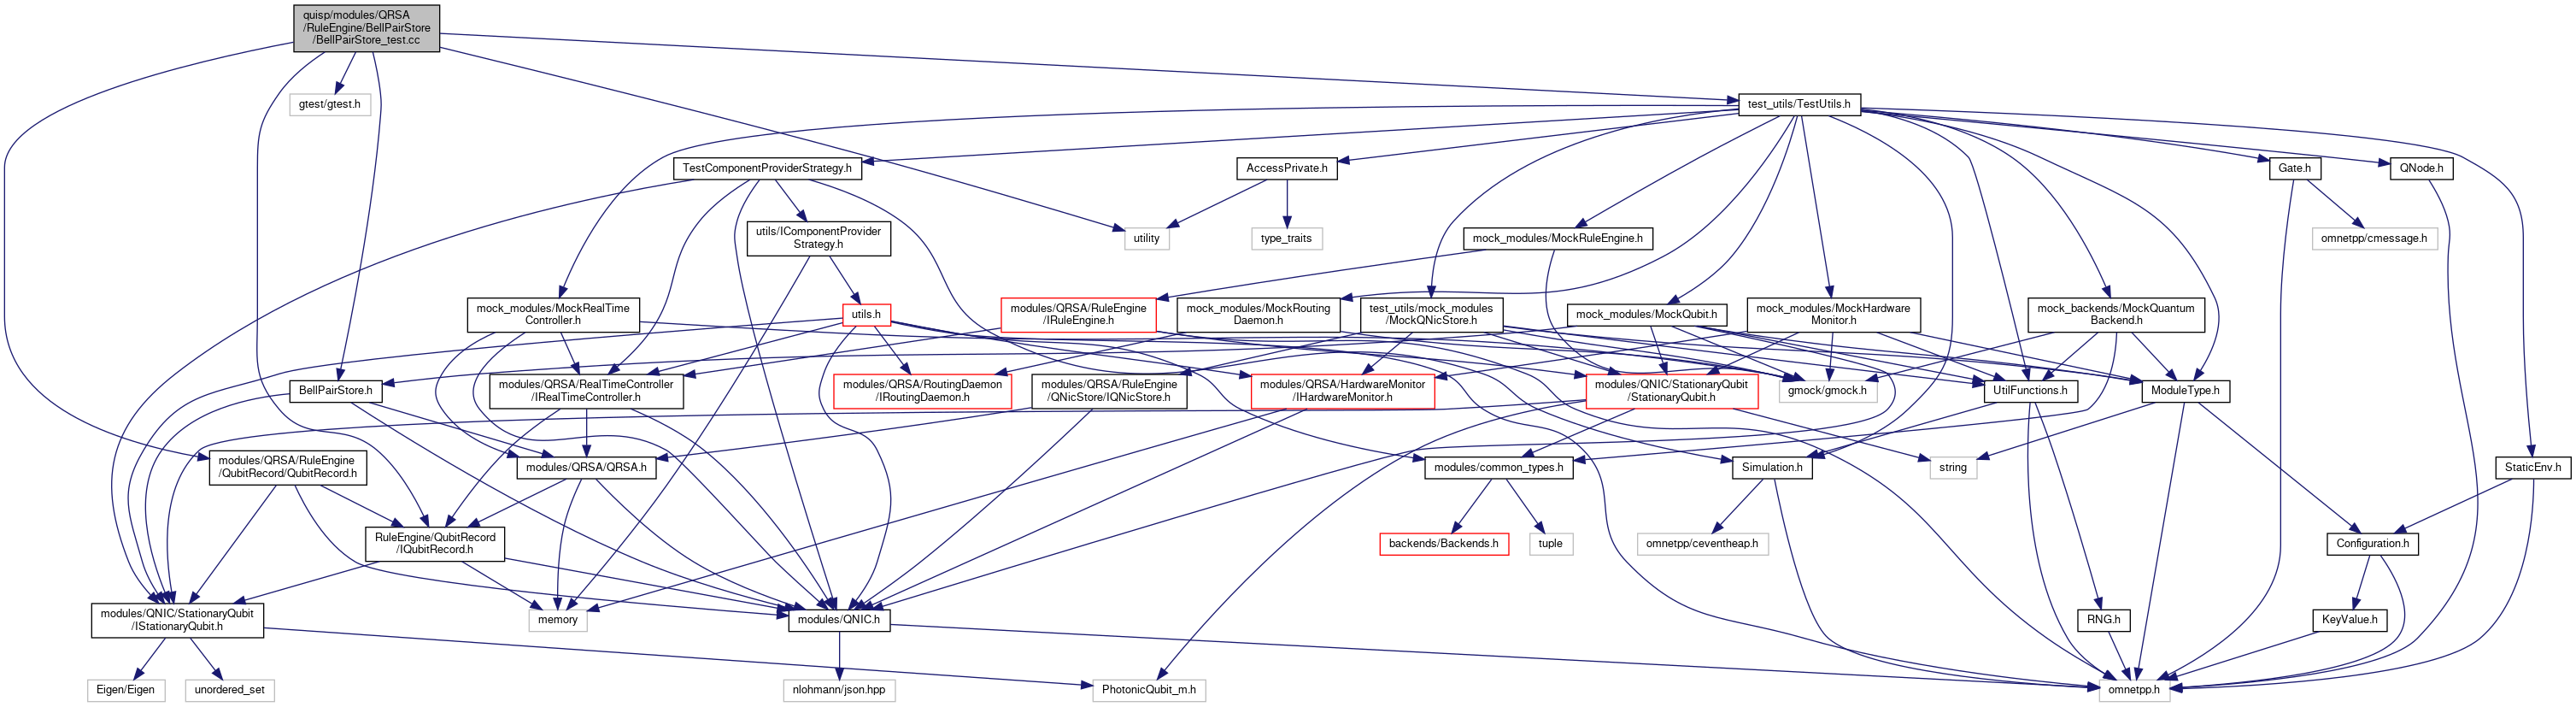 quisp/modules/QRSA
/RuleEngine/BellPairStore
/BellPairStore_test.cc
gtest/gtest.h
test_utils/TestUtils.h
TestComponentProviderStrategy.h
AccessPrivate.h
Gate.h
QNode.h
utils/IComponentProvider
Strategy.h
utility
type_traits
mock_modules/MockRuleEngine.h
omnetpp/cmessage.h
mock_modules/MockRealTime
Controller.h
utils.h
modules/QRSA/RuleEngine
/IRuleEngine.h
mock_modules/MockRouting
Daemon.h
test_utils/mock_modules
/MockQNicStore.h
mock_modules/MockQubit.h
mock_modules/MockHardware
Monitor.h
mock_backends/MockQuantum
Backend.h
BellPairStore.h
modules/QRSA/RealTimeController
/IRealTimeController.h
modules/QRSA/RoutingDaemon
/IRoutingDaemon.h
modules/QRSA/RuleEngine
/QNicStore/IQNicStore.h
modules/QRSA/HardwareMonitor
/IHardwareMonitor.h
modules/QNIC/StationaryQubit
/StationaryQubit.h
gmock/gmock.h
UtilFunctions.h
ModuleType.h
modules/QRSA/RuleEngine
/QubitRecord/QubitRecord.h
modules/QRSA/QRSA.h
modules/common_types.h
Simulation.h
string
StaticEnv.h
RuleEngine/QubitRecord
/IQubitRecord.h
backends/Backends.h
tuple
omnetpp/ceventheap.h
Configuration.h
modules/QNIC/StationaryQubit
/IStationaryQubit.h
memory
modules/QNIC.h
RNG.h
KeyValue.h
Eigen/Eigen
unordered_set
nlohmann/json.hpp
PhotonicQubit_m.h
omnetpp.h